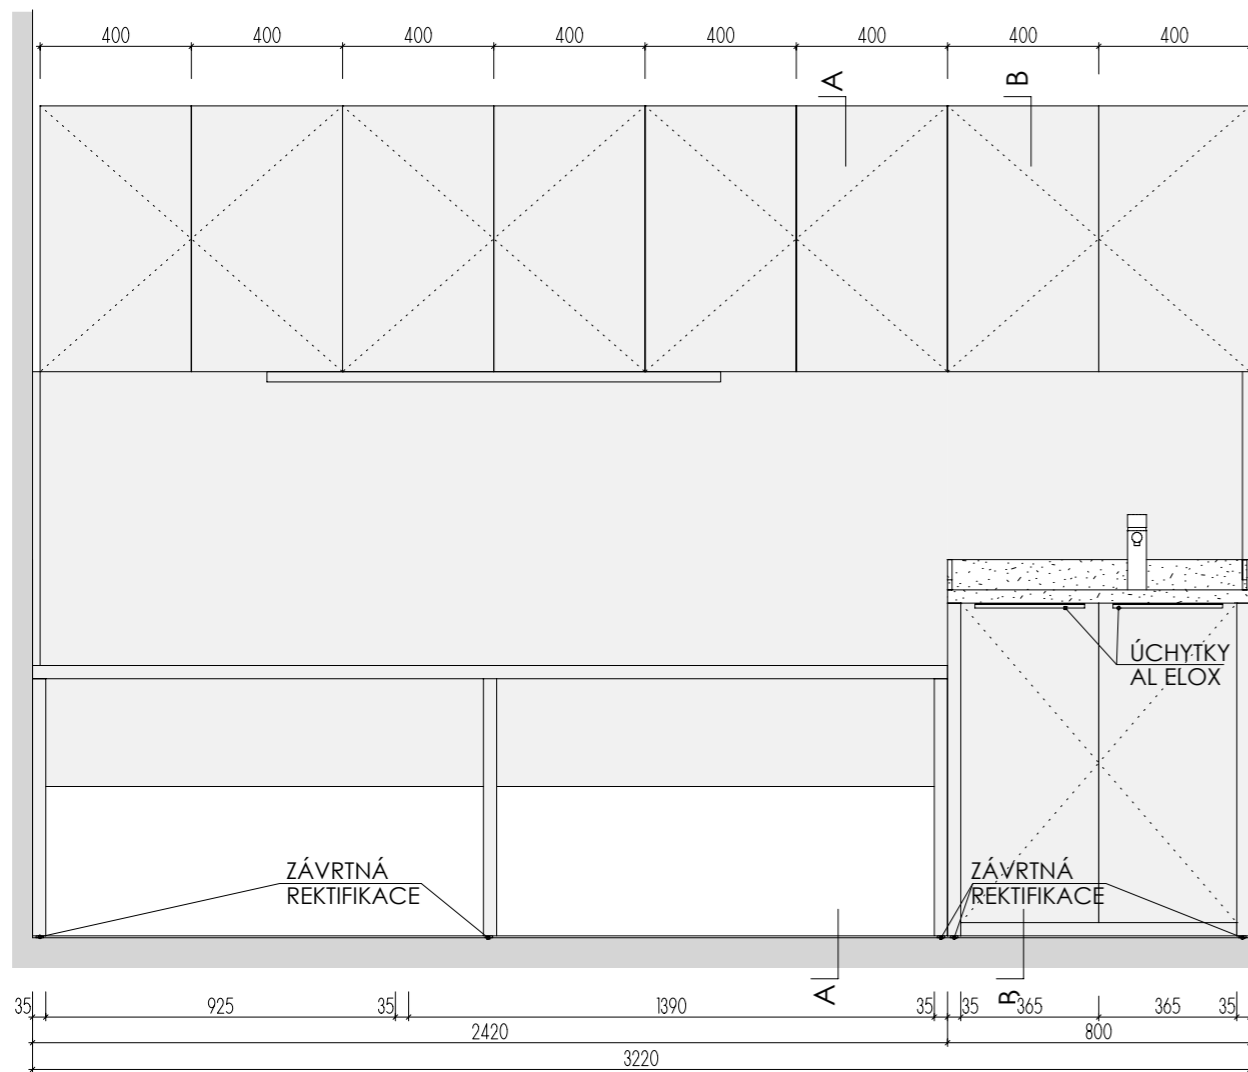 400 400 400 400 400 400 400 400
A B
ÚCHYTKY
AL ELOX
ZÁVRTNÁ
REKTIFIKACE
ZÁVRTNÁ
REKTIFIKACE
A B
35 925 35 1390 35 35 365 365 35
2420 800
3220